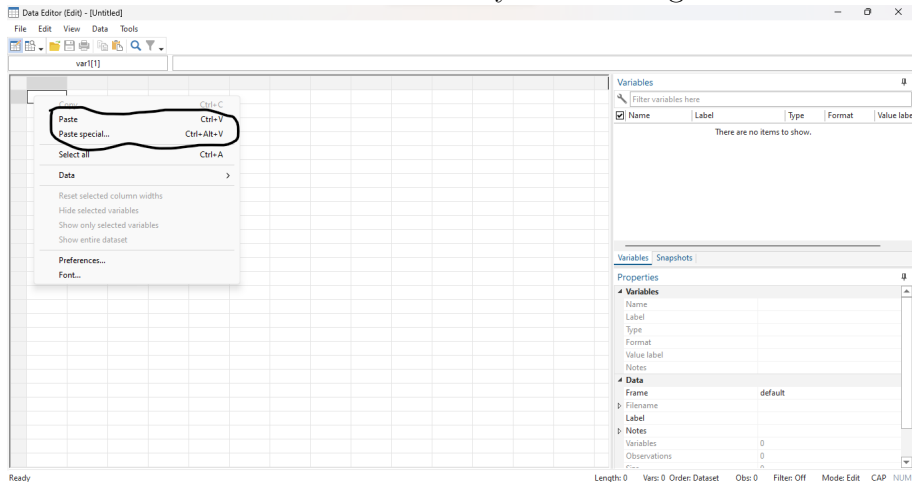 Data Editor (Edit) - [Untitled]
File Edit View Data Tools
var1[1]
Copy Ctrl+C
Paste Ctrl+V
Paste special... Ctrl+Alt+V
Select all Ctrl+A
Data
Reset selected column widths
Hide selected variables
Show only selected variables
Show entire dataset
Preferences...
Font...
Variables
Filter variables here
Name Label Type Format Value labe
There are no items to show.
Variables Snapshots
Properties
Variables
Name
Label
Type
Format
Value label
Notes
Data
Frame default
Filename
Label
Notes
Variables 0
Observations 0
Ready Length: 0 Vars: 0 Order: Dataset Obs: 0 Filter: Off Mode: Edit CAP NUM